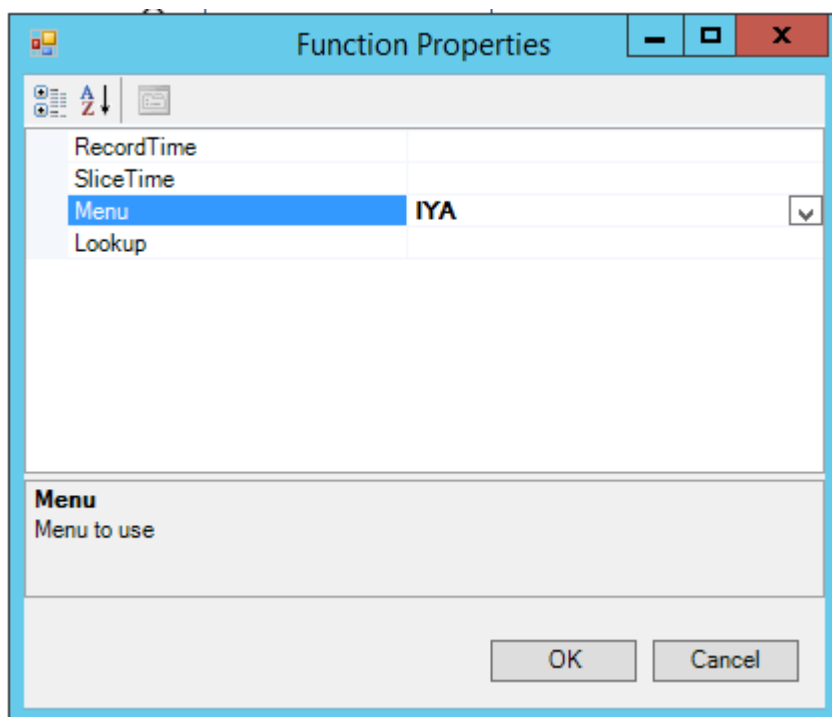 Function Properties
RecordTime
SliceTime
Menu IYA
Lookup
Menu
Menu to use
OK Cancel